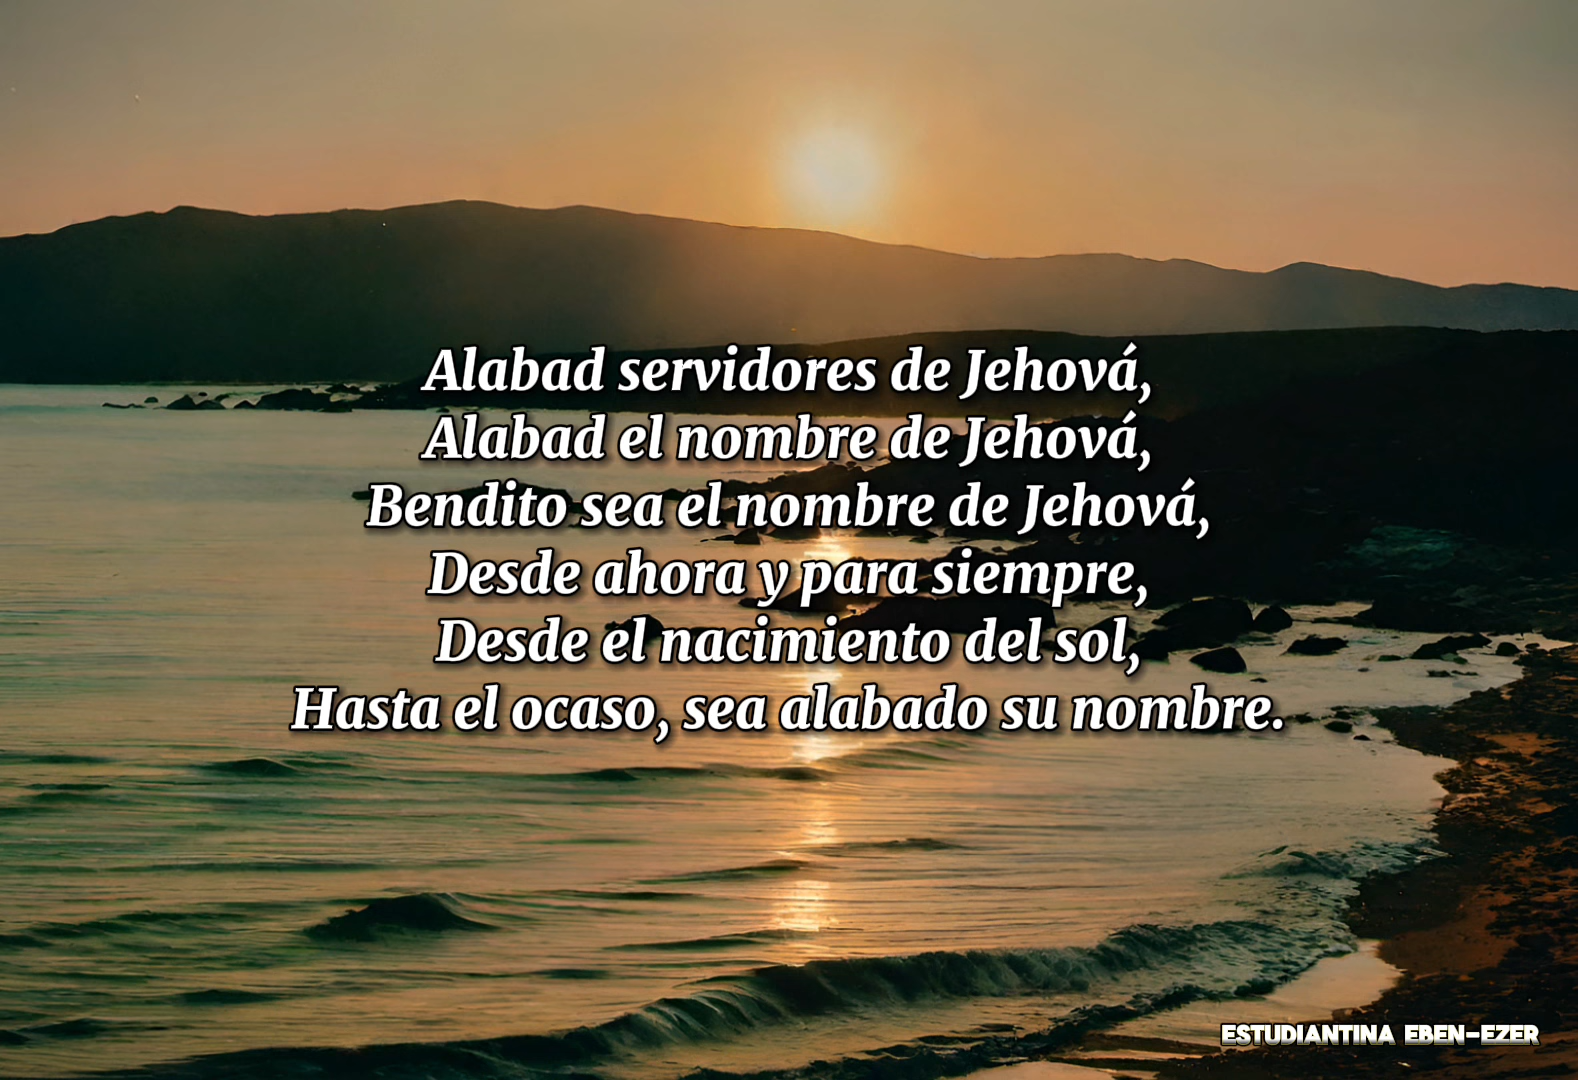 Alabad servidores de Jehová,
Alabad el nombre de Jehová,
Bendito sea el nombre de Jehová,
Desde ahora y para siempre,
Desde el nacimiento del sol,
Hasta el ocaso, sea alabado su nombre.
ESTUDIANTINA EBEN-EZER